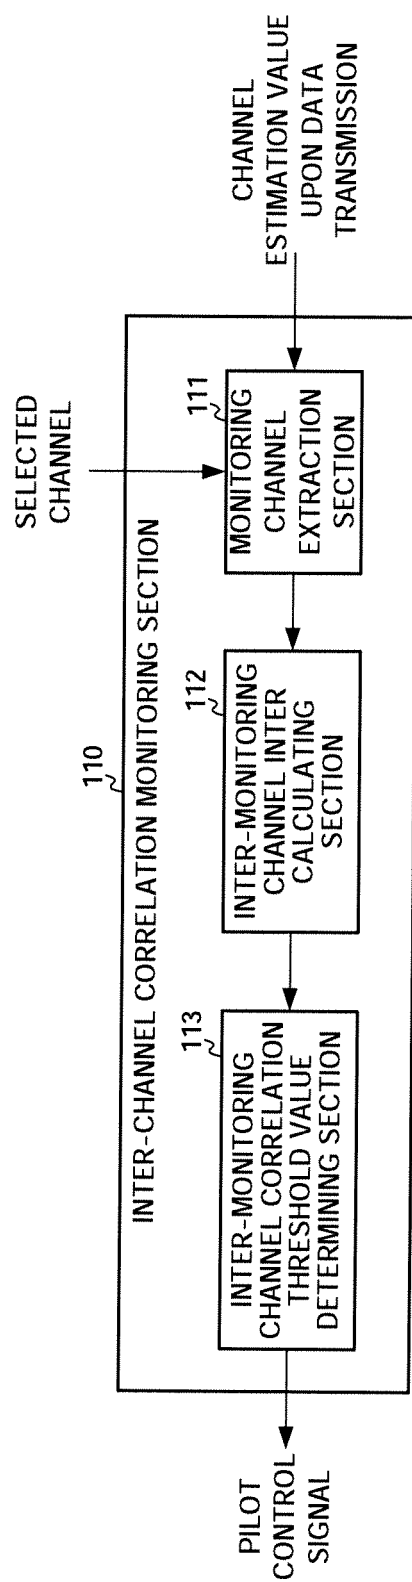 110
INTER-CHANNEL CORRELATION MONITORING SECTION
PILOT
CONTROL
SIGNAL
113
INTER-MONITORING
CHANNEL CORRELATION
THRESHOLD VALUE
DETERMINING SECTION
112
INTER-MONITORING
CHANNEL INTER
CALCULATING
SECTION
111
MONITORING
CHANNEL
EXTRACTION
SECTION
SELECTED
CHANNEL
CHANNEL
ESTIMATION VALUE
UPON DATA
TRANSMISSION